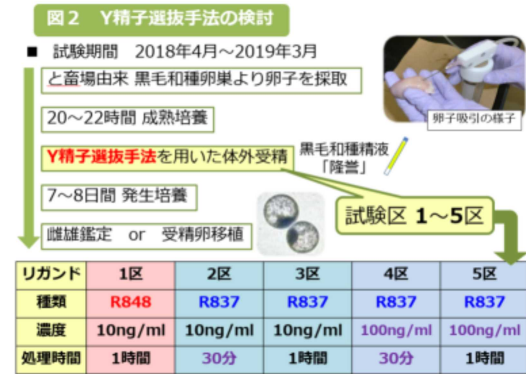 図２　Y精子選抜手法の検討
■ 試験期間　2018年4月～2019年3月
と畜場由来 黒毛和種卵巣より卵子を採取
卵子吸引の様子
20～22時間 成熟培養
Y精子選抜手法を用いた体外受精
黒毛和種精液
「隆誉」
7～8日間 発生培養
試験区 1～5区
雌雄鑑定　or　受精卵移植
リガンド 1区 2区 3区 4区 5区
種類 R848 R837 R837 R837 R837
濃度 10ng/ml 10ng/ml 10ng/ml 100ng/ml 100ng/ml
処理時間 1時間 30分 1時間 30分 1時間